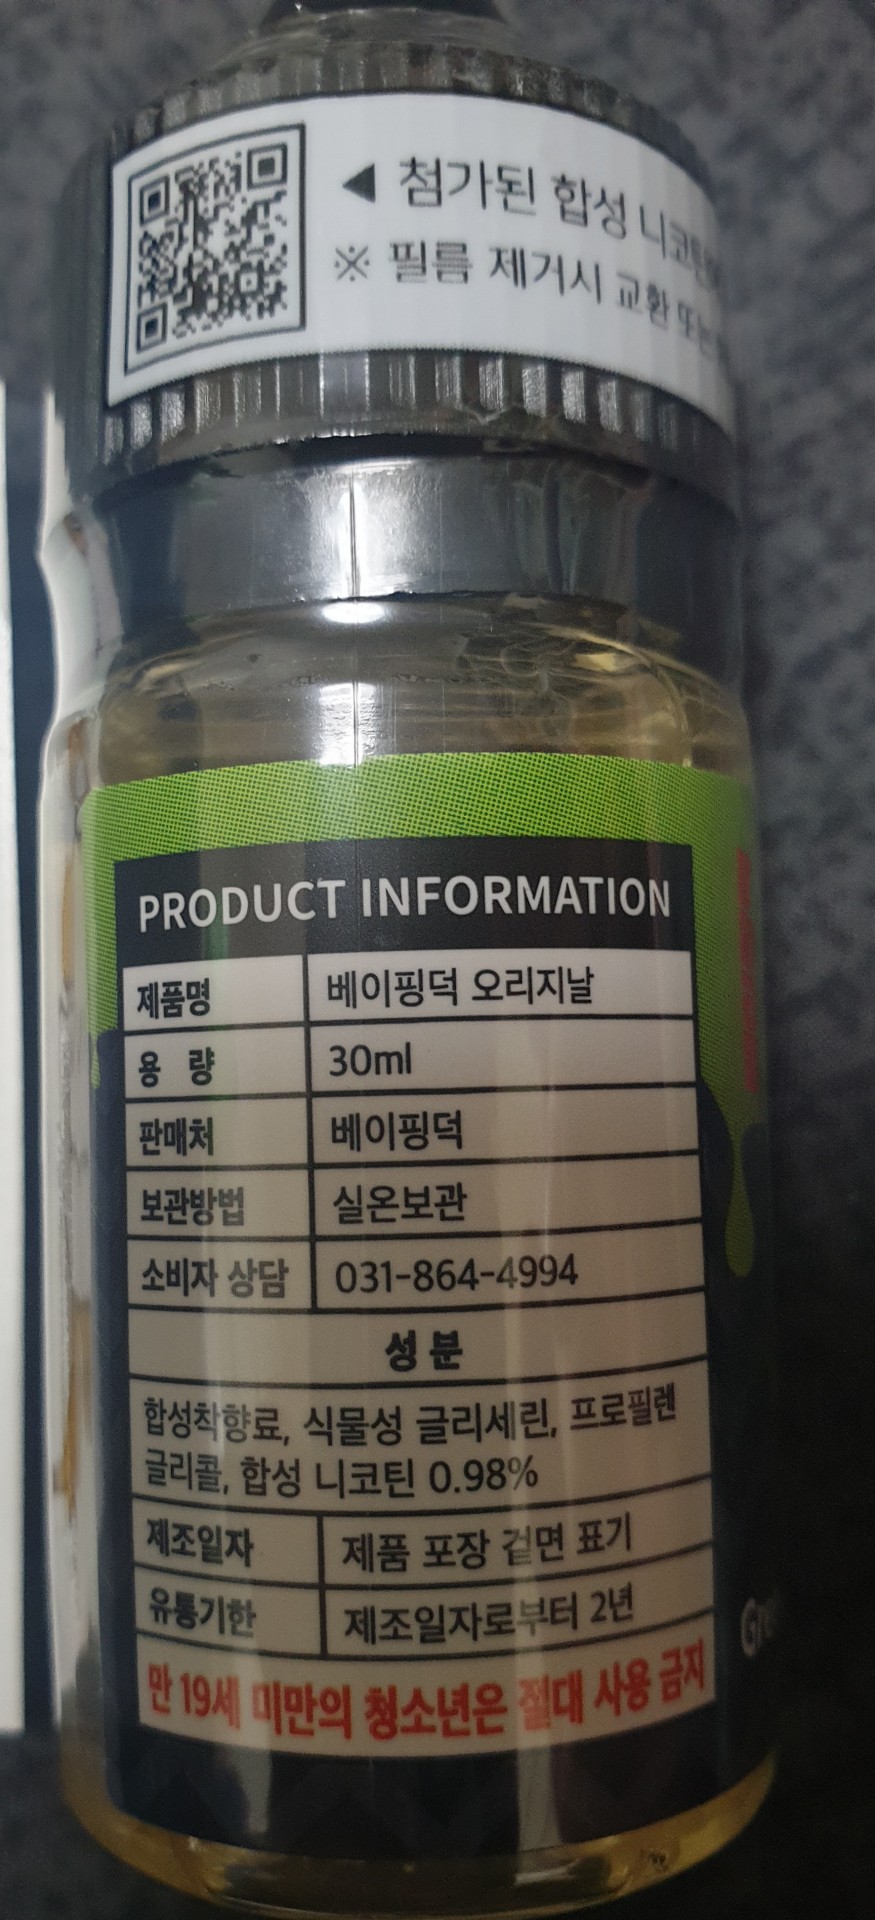 ◀ 첨가된 합성 니코틴
※ 필름 제거시 교환 또는
PRODUCT INFORMATION
제품명 베이핑덕 오리지날
용 량 30ml
판매처 베이핑덕
보관방법 실온보관
소비자 상담 031-864-4994
성 분
합성착향료, 식물성 글리세린, 프로필렌
글리콜, 합성 니코틴 0.98%
제조일자 제품 포장 겉면 표기
유통기한 제조일자로부터 2년
만 19세 미만의 청소년은 절대 사용 금지